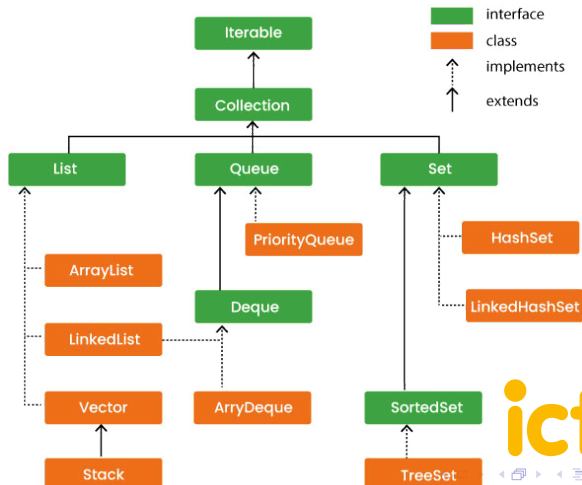 Iterable
interface
class
implements
extends
Collection
List
Queue
Set
PriorityQueue
HashSet
ArrayList
Deque
LinkedHashSet
LinkedList
Vector
ArryDeque
SortedSet
Stack
TreeSet
ict